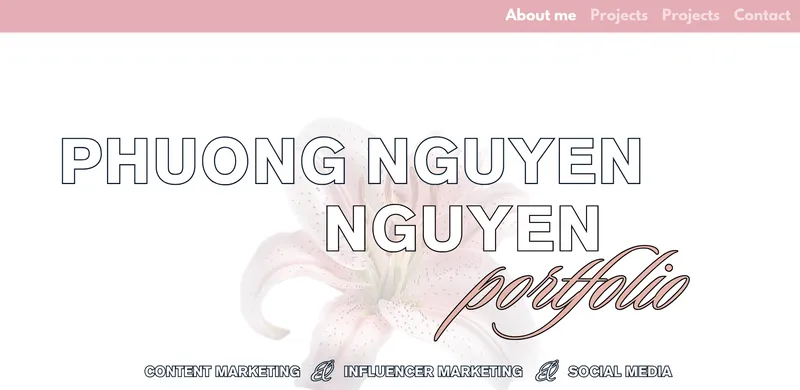 About me Projects Projects Contact
PHUONG NGUYEN
NGUYEN
portfolio
CONTENT MARKETING & INFLUENCER MARKETING & SOCIAL MEDIA